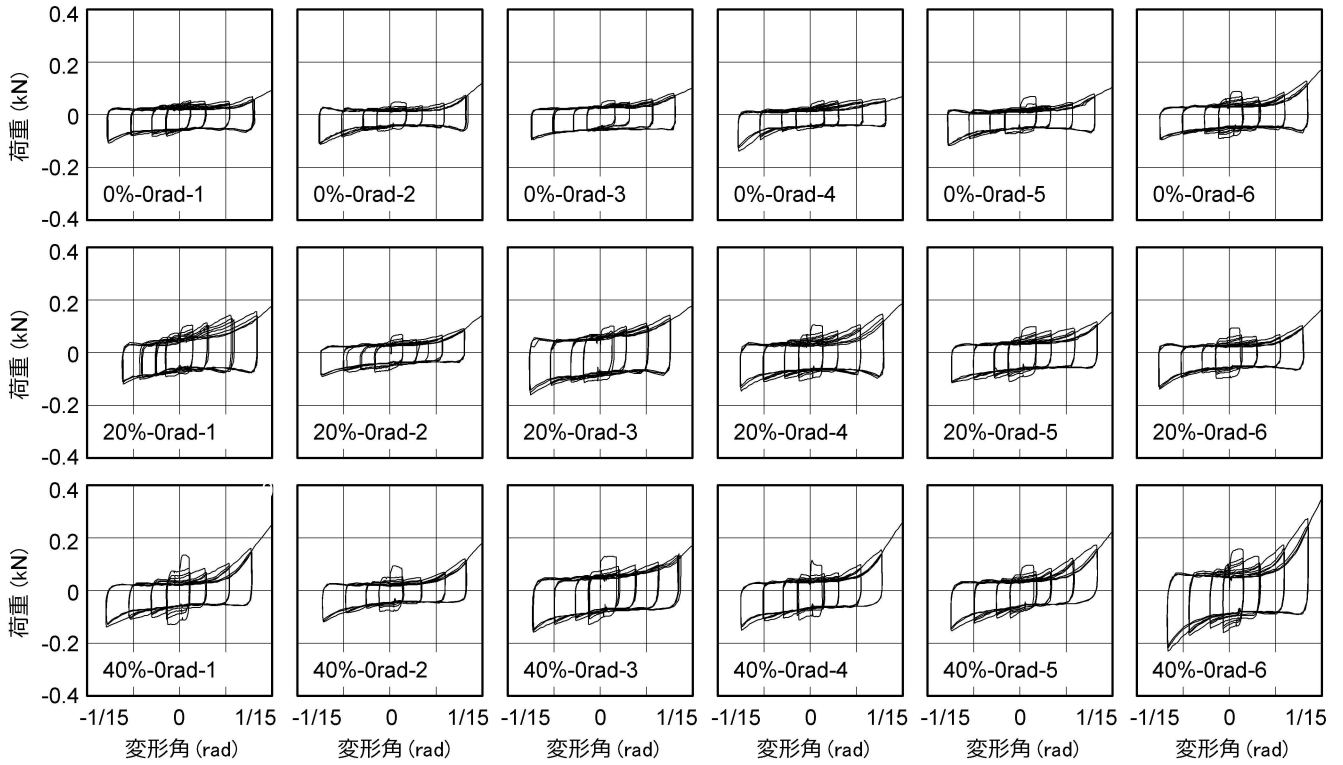 0.4
0.2
0
-0.2
-0.4
荷重 (kN)
0%-0rad-1
0%-0rad-2
0%-0rad-3
0%-0rad-4
0%-0rad-5
0%-0rad-6
0.4
0.2
0
-0.2
-0.4
荷重 (kN)
20%-0rad-1
20%-0rad-2
20%-0rad-3
20%-0rad-4
20%-0rad-5
20%-0rad-6
0.4
0.2
0
-0.2
-0.4
荷重 (kN)
40%-0rad-1
40%-0rad-2
40%-0rad-3
40%-0rad-4
40%-0rad-5
40%-0rad-6
-1/15 0 1/15
-1/15 0 1/15
-1/15 0 1/15
-1/15 0 1/15
-1/15 0 1/15
-1/15 0 1/15
変形角 (rad)
変形角 (rad)
変形角 (rad)
変形角 (rad)
変形角 (rad)
変形角 (rad)